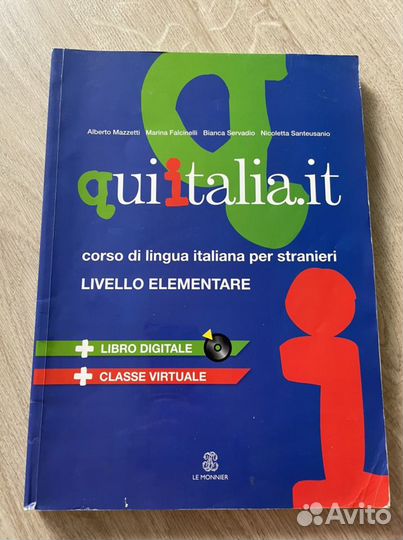 Alberto Mazzetti Marina Falcinelli Bianca Servadio Nicoletta Santeusanio
quiitalia.it
corso di lingua italiana per stranieri
LIVELLO ELEMENTARE
+ LIBRO DIGITALE
+ CLASSE VIRTUALE
LE MONNIER
Avito